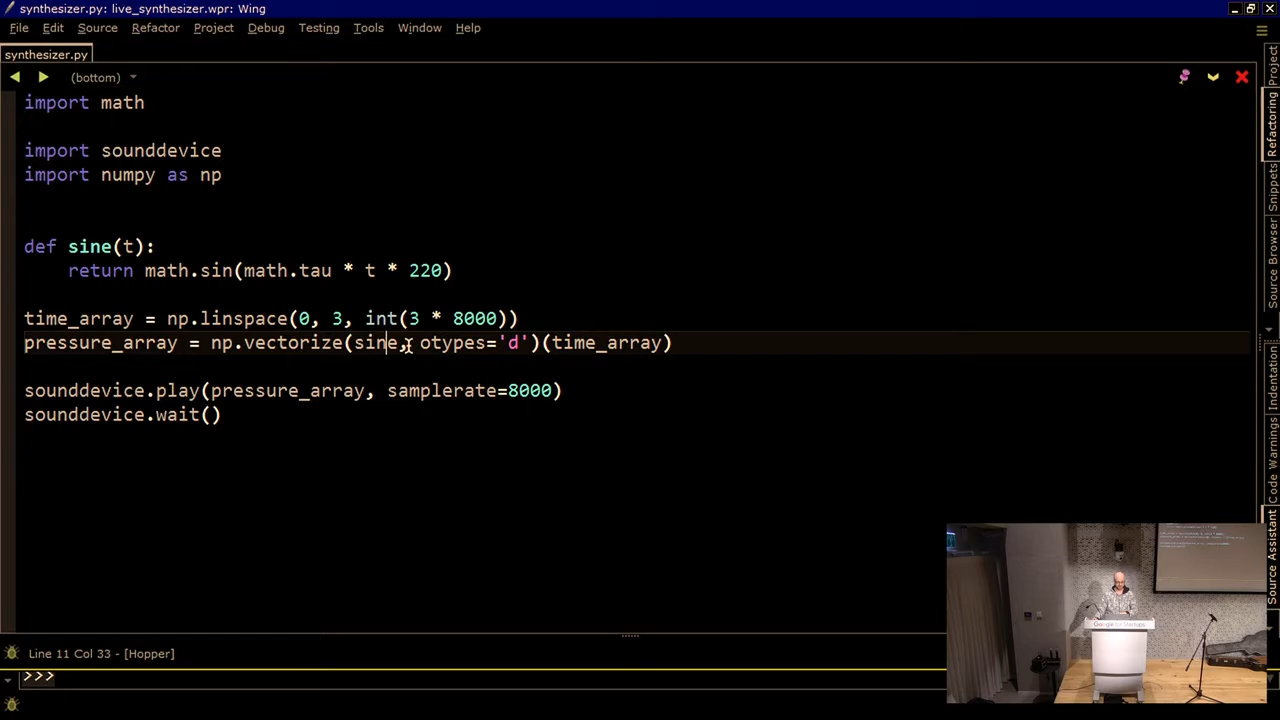 synthesizer.py: live_synthesizer.wpr: Wing
File Edit Source Refactor Project Debug Testing Tools Window Help
synthesizer.py
(bottom)
import math
import sounddevice
import numpy as np
def sine(t):
return math.sin(math.tau * t * 220)
time_array = np.linspace(0, 3, int(3 * 8000))
pressure_array = np.vectorize(sine, otypes='d')(time_array)
sounddevice.play(pressure_array, samplerate=8000)
sounddevice.wait()
Line 11 Col 33 - [Hopper]
>>>
Project
Refactoring
Snippets
Source Browser
Indentation
Code Warnings
Source Assistant
Google for Startups